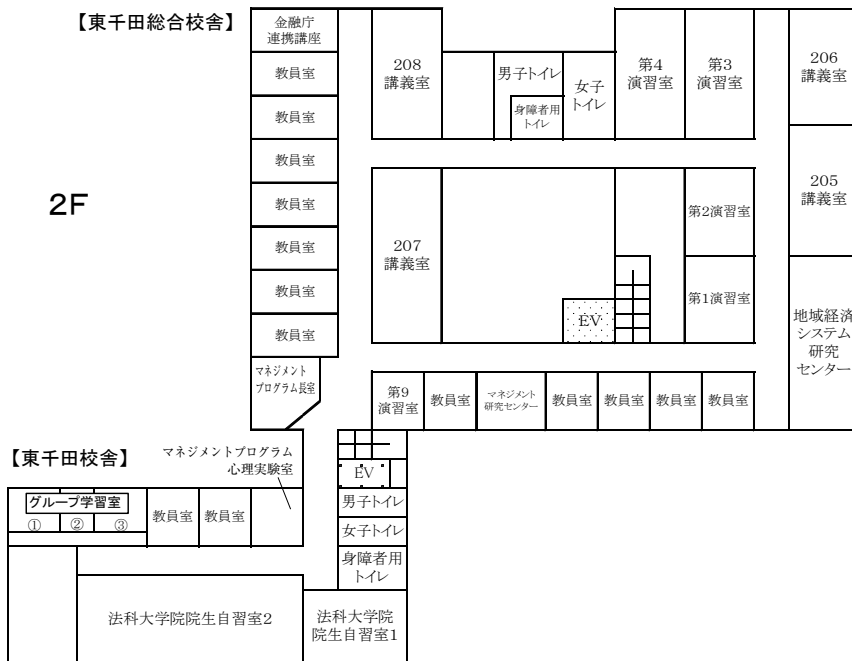 【東千田総合校舎】
2F
金融庁
連携講座
教員室
教員室
教員室
教員室
教員室
教員室
教員室
マネジメント
プログラム長室
208
講義室
男子トイレ
身障者用
トイレ
女子
トイレ
第4
演習室
第3
演習室
206
講義室
205
講義室
207
講義室
第2演習室
第1演習室
EV
地域経済
システム
研究
センター
第9
演習室
教員室
マネジメント
研究センター
教員室
教員室
教員室
教員室
【東千田校舎】
マネジメントプログラム
心理実験室
グループ学習室
①
②
③
教員室
教員室
EV
男子トイレ
女子トイレ
身障者用
トイレ
法科大学院院生自習室2
法科大学院
院生自習室1